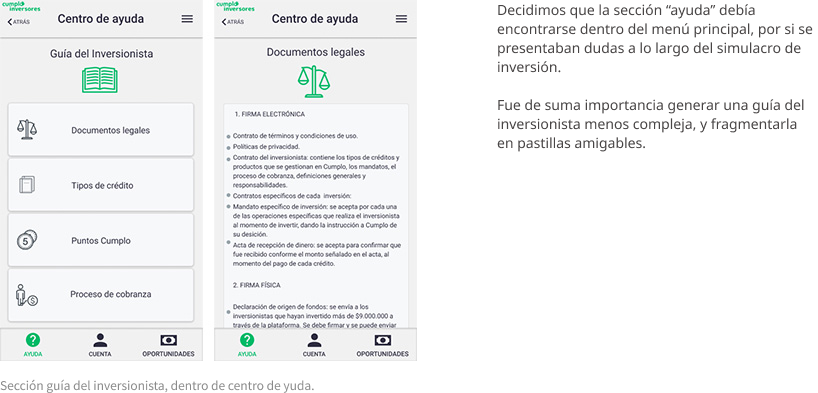 cumplo
inversores
ATRÁS
Centro de ayuda
Guía del Inversionista
Documentos legales
Tipos de crédito
5
Puntos Cumplo
$
Proceso de cobranza
?
AYUDA
CUENTA
OPORTUNIDADES
cumplo
inversores
ATRÁS
Centro de ayuda
Documentos legales
1. FIRMA ELECTRÓNICA
Contrato de términos y condiciones de uso.
Políticas de privacidad.
Contrato del inversionista: contiene los tipos de créditos y
productos que se gestionan en Cumplo, los mandatos, el
proceso de cobranza, definiciones generales y
responsabilidades.
Contratos específicos de cada inversión:
Mandato específico de inversión: se acepta por cada una
de las operaciones específicas que realiza el inversionista
al momento de invertir, dando la instrucción a Cumplo de
su desición.
Acta de recepción de dinero: se acepta para confirmar que
fue recibido conforme el monto señalado en el acta, al
momento del pago de cada crédito.
2. FIRMA FÍSICA
Declaración de origen de fondos: se envía a los
inversionistas que hayan invertido más de $9.000.000 a
través de la plataforma. Se debe firmar y se puede enviar
?
AYUDA
CUENTA
OPORTUNIDADES
Decidimos que la sección “ayuda” debía
encontrarse dentro del menú principal, por si se
presentaban dudas a lo largo del simulacro de
inversión.
Fue de suma importancia generar una guía del
inversionista menos compleja, y fragmentarla
en pastillas amigables.
Sección guía del inversionista, dentro de centro de yuda.